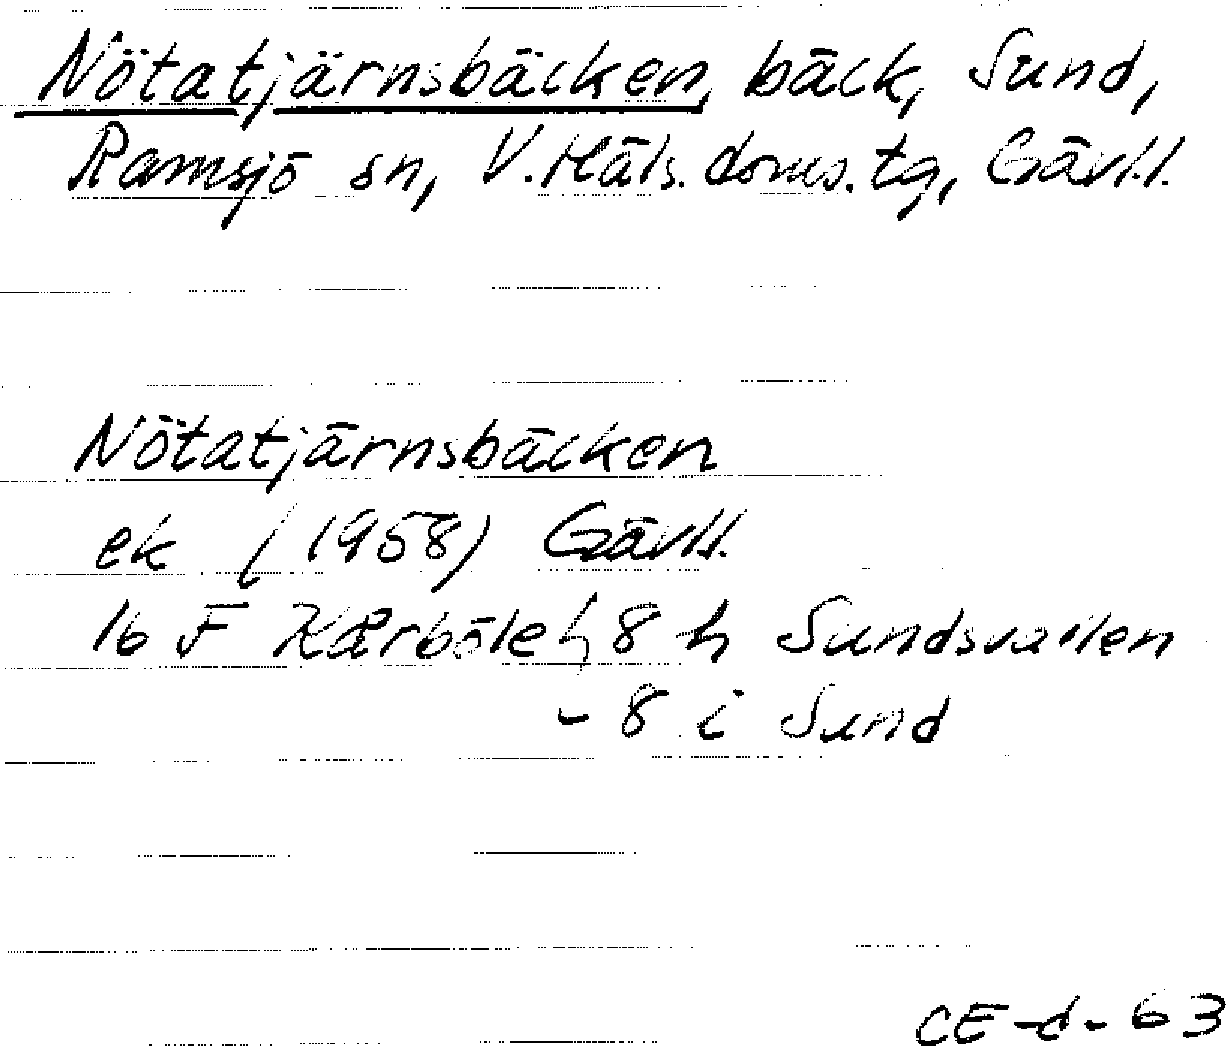 Nötatjärnsbäcken, bäck, Sund,
Ramsjö sn, V. Häls. doms. tg, Gävl.l.
Nötatjärnsbäcken
ek (1958) Gävl.l.
16 F Kårböle h, 8 h Sundsvallen
- 8 i Sund
CE-d-63